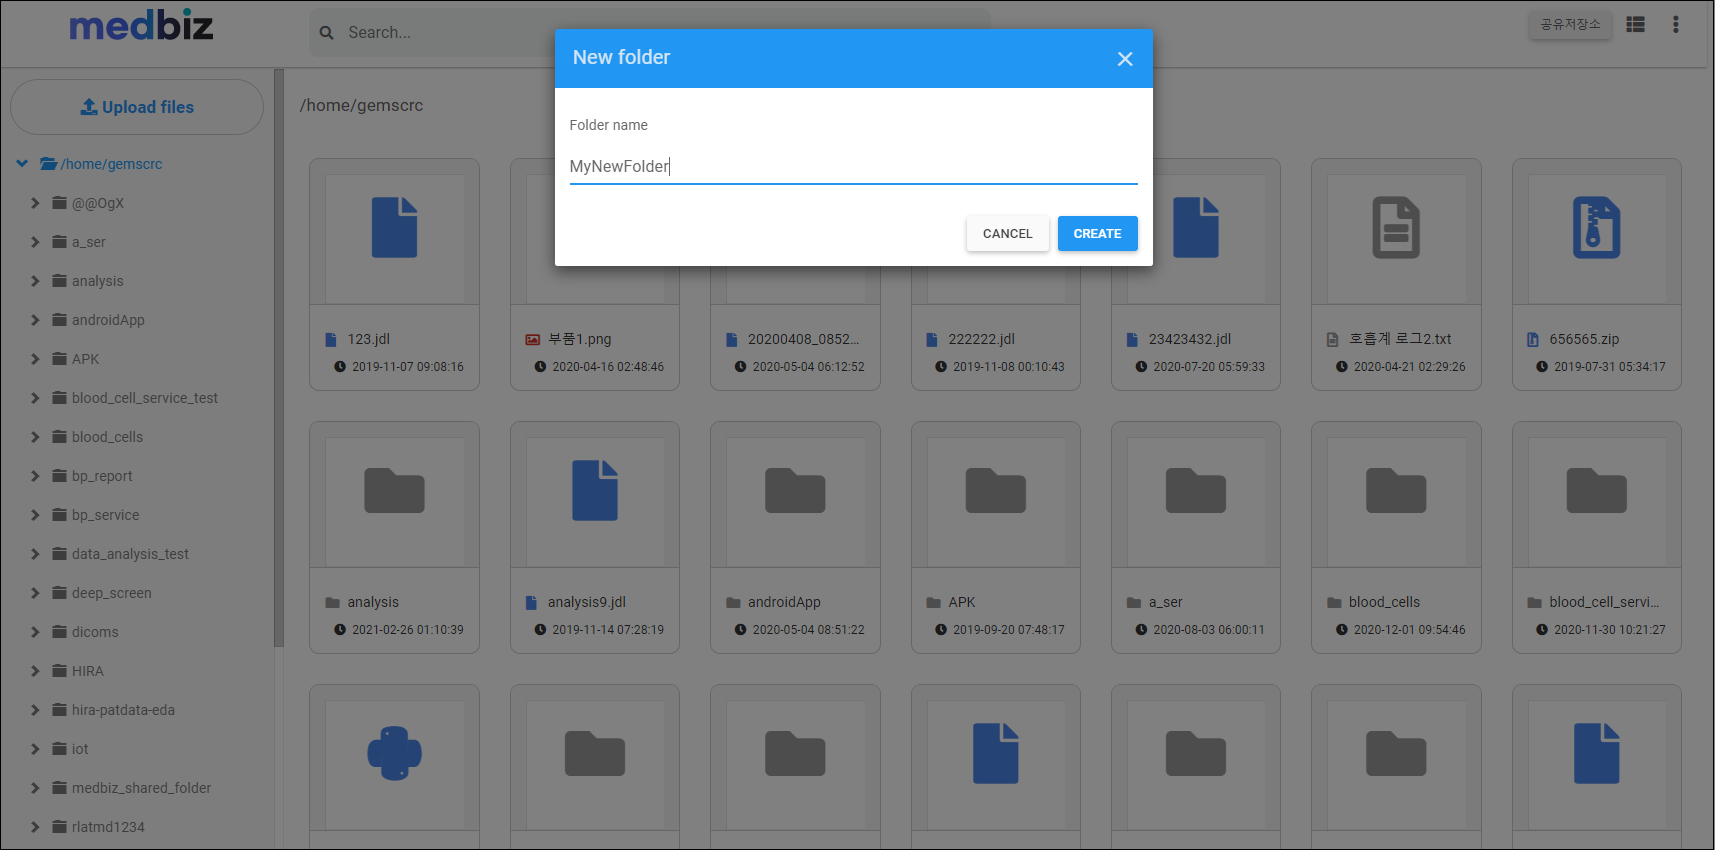 medbiz
Search...
공유저장소
New folder
Folder name
MyNewFolder
CANCEL
CREATE
Upload files
/home/gemscrc
@@OgX
a_ser
analysis
androidApp
APK
blood_cell_service_test
blood_cells
bp_report
bp_service
data_analysis_test
deep_screen
dicoms
HIRA
hira-patdata-eda
iot
medbiz_shared_folder
rlatmd1234
/home/gemscrc
123.jdl
2019-11-07 09:08:16
부품1.png
2020-04-16 02:48:46
20200408_0852...
2020-05-04 06:12:52
222222.jdl
2019-11-08 00:10:43
23423432.jdl
2020-07-20 05:59:33
호흡계 로그2.txt
2020-04-21 02:29:26
656565.zip
2019-07-31 05:34:17
analysis
2021-02-26 01:10:39
analysis9.jdl
2019-11-14 07:28:19
androidApp
2020-05-04 08:51:22
APK
2019-09-20 07:48:17
a_ser
2020-08-03 06:00:11
blood_cells
2020-12-01 09:54:46
blood_cell_servi...
2020-11-30 10:21:27